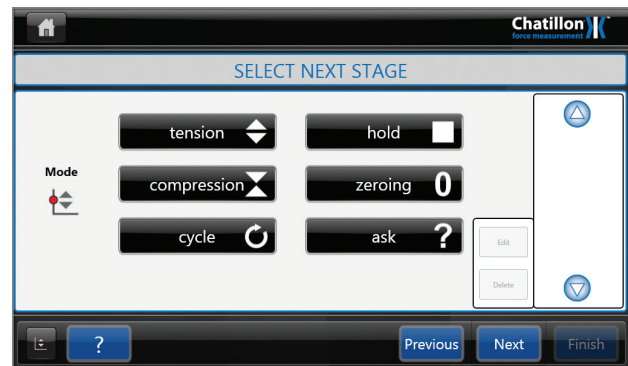 Chatillon
force measurement
SELECT NEXT STAGE
tension
hold
Mode
compression
zeroing 0
cycle
ask ?
Edit
Delete
?
Previous
Next
Finish